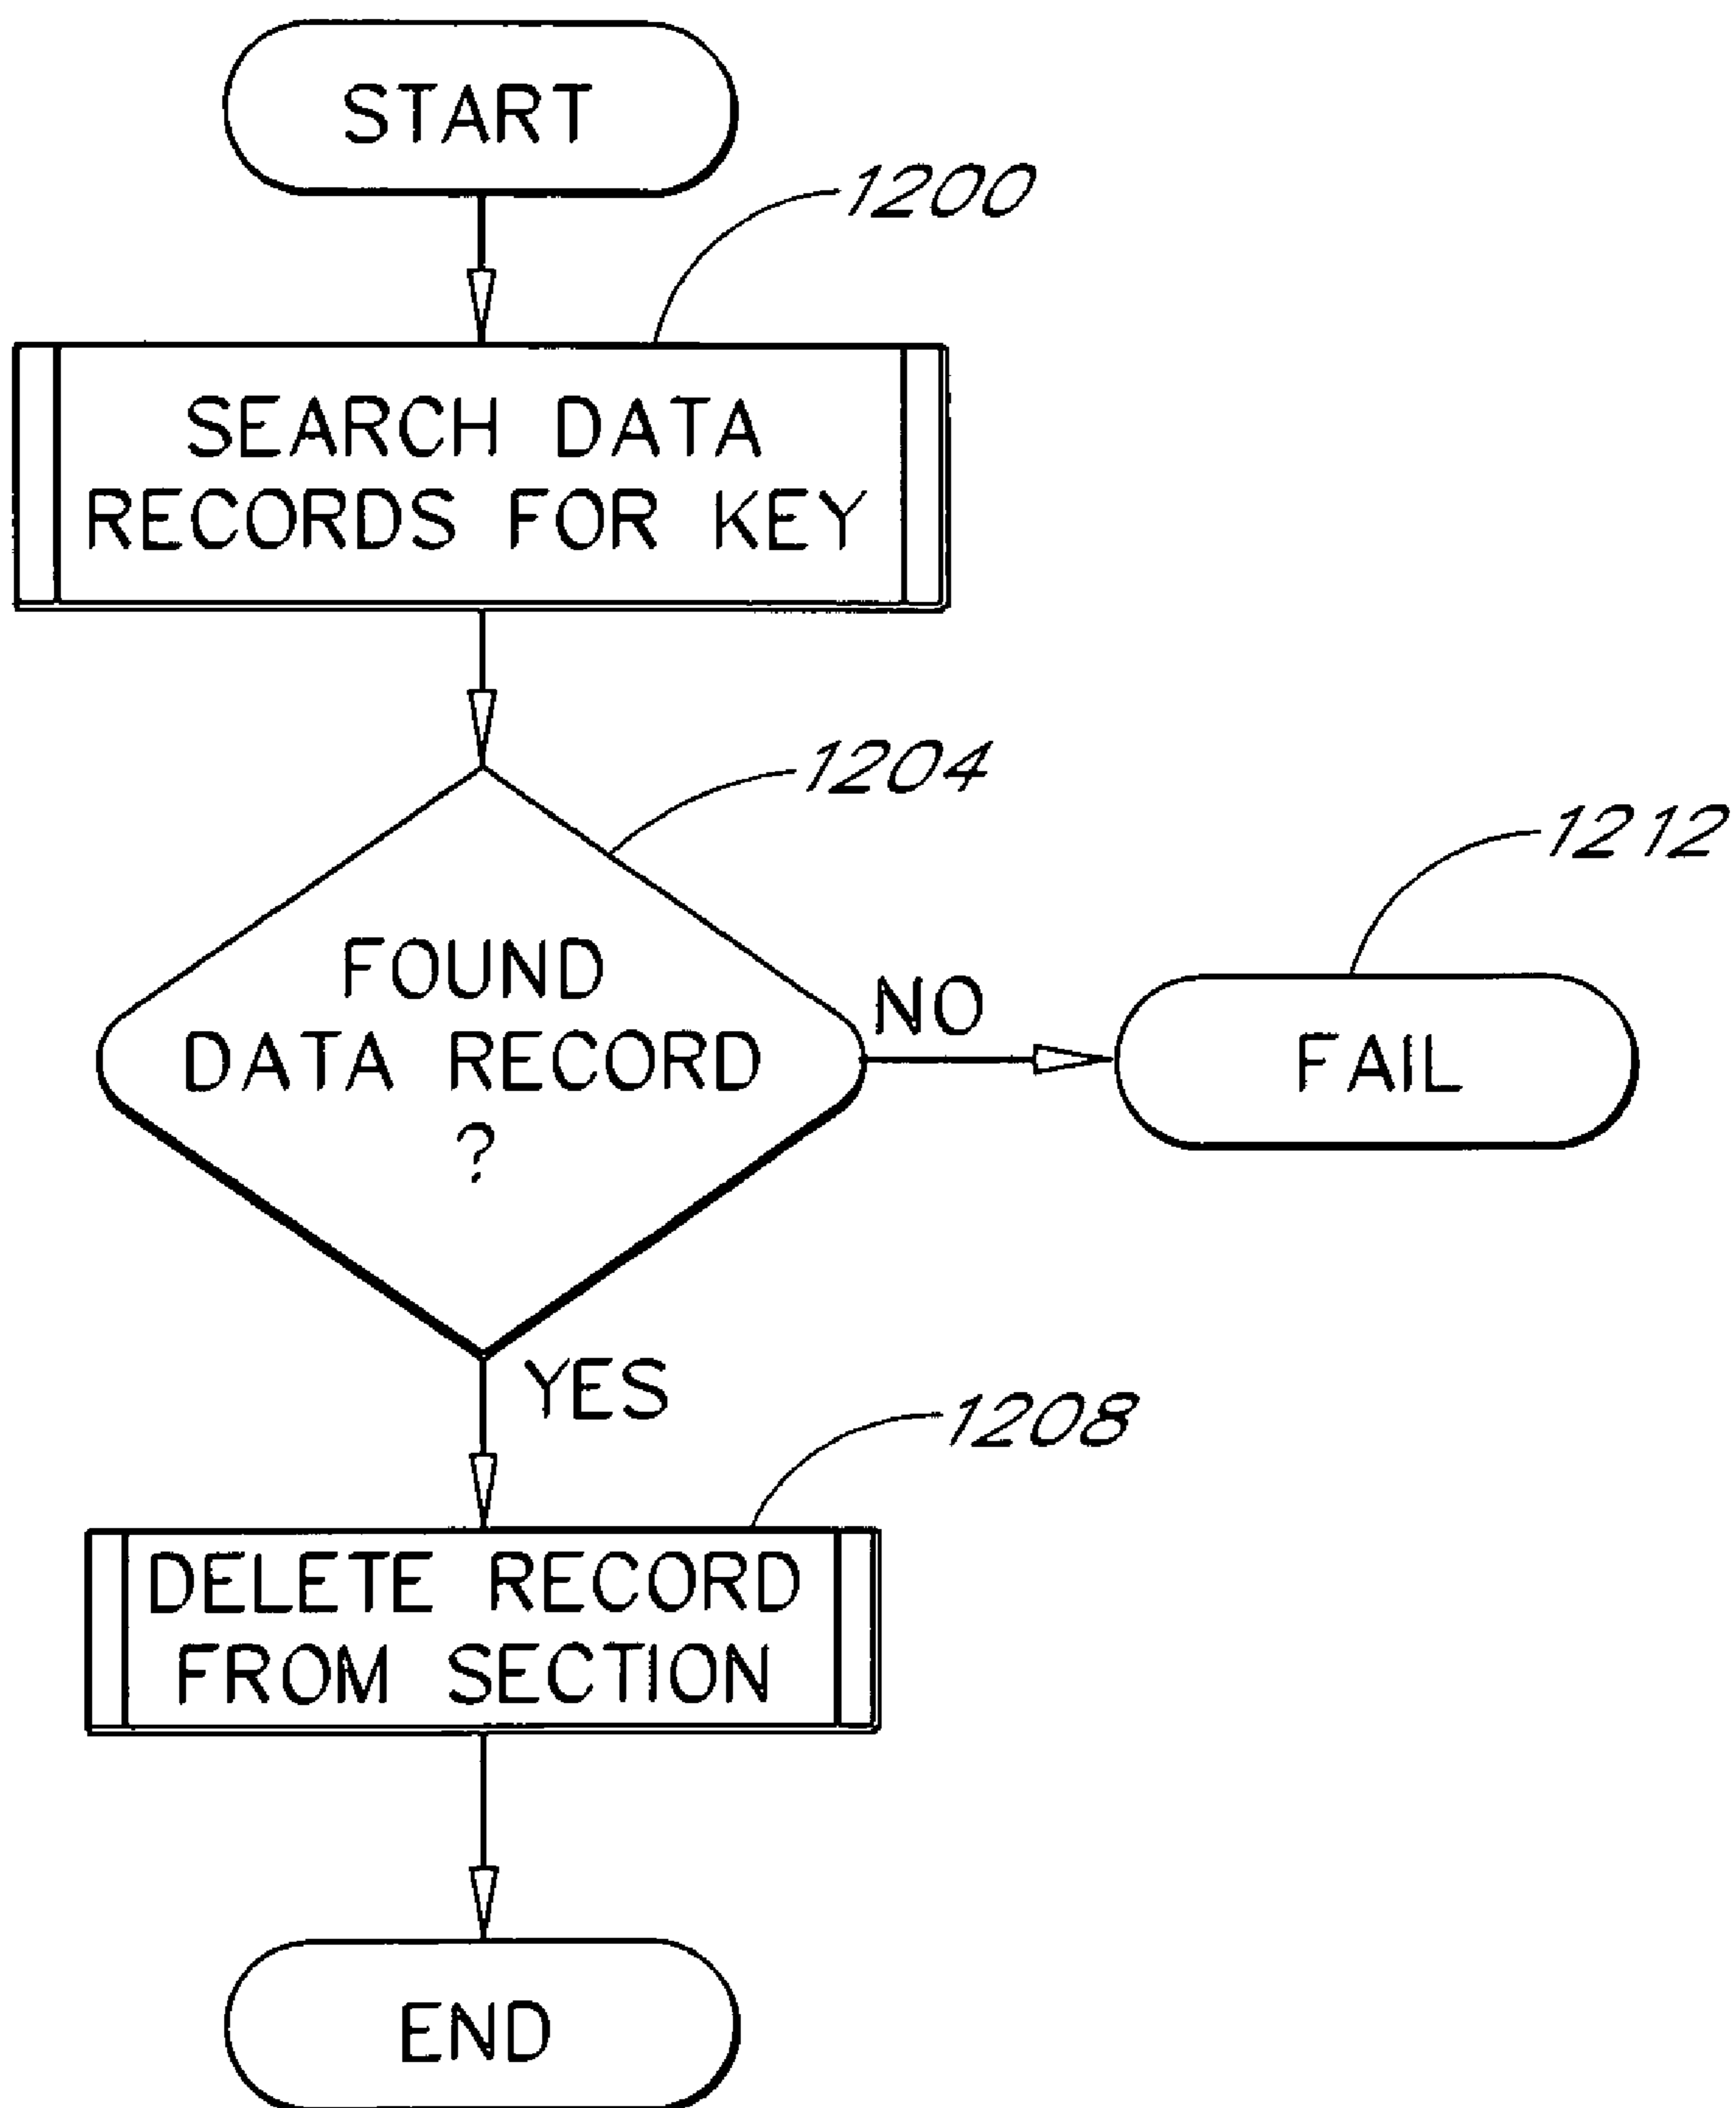 START
1200
SEARCH DATA
RECORDS FOR KEY
1204
1212
FOUND
DATA RECORD
?
NO
FAIL
YES
1208
DELETE RECORD
FROM SECTION
END